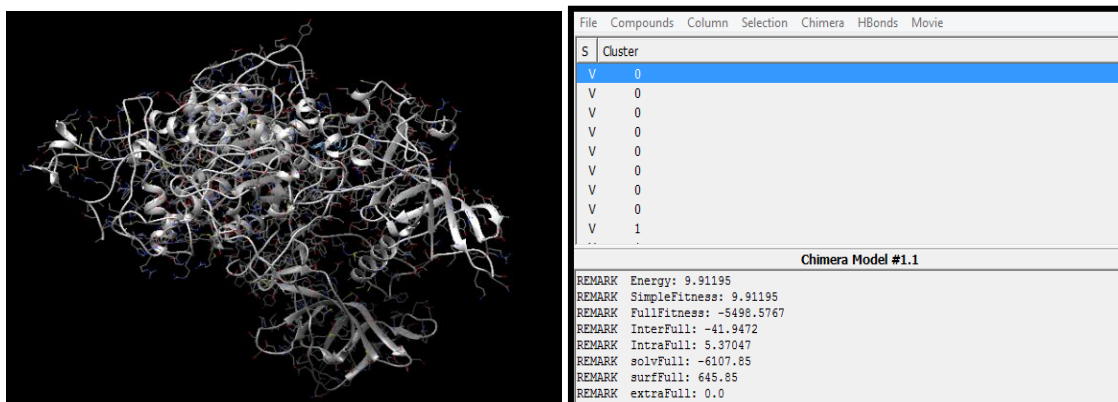 File Compounds Column Selection Chimera HBonds Movie
S Cluster
V 0
V 0
V 0
V 0
V 0
V 0
V 0
V 0
V 1
Chimera Model #1.1
REMARK Energy: 9.91195
REMARK SimpleFitness: 9.91195
REMARK FullFitness: -5498.5767
REMARK InterFull: -41.9472
REMARK IntraFull: 5.37047
REMARK solvFull: -6107.85
REMARK surfFull: 645.85
REMARK extraFull: 0.0